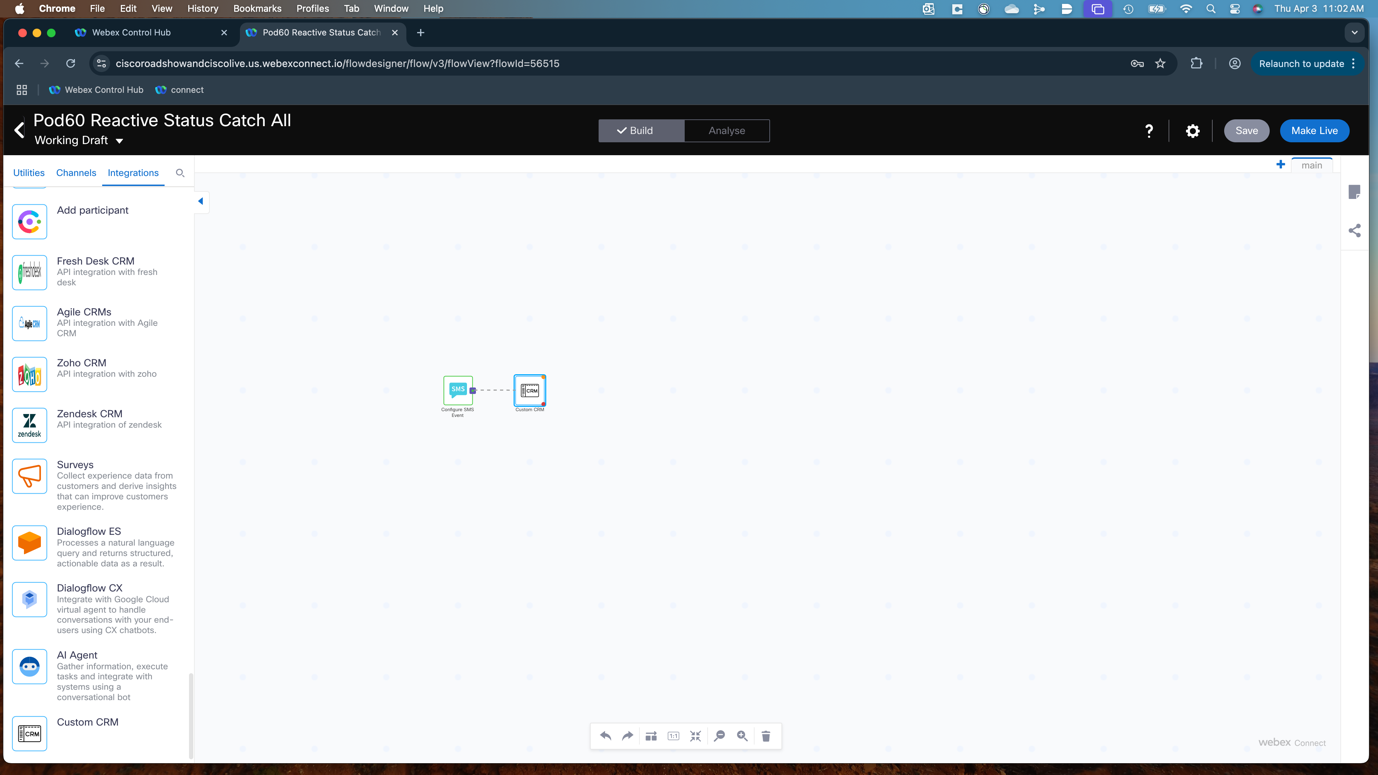 Chrome File Edit View History Bookmarks Profiles Tab Window Help Thu Apr 3 11:02 AM
Webex Control Hub Pod60 Reactive Status Catch
ciscoroadshowandciscolive.us.webexconnect.io/flowdesigner/flow/v3/flowView?flowId=56515 Relaunch to update
Webex Control Hub connect
Pod60 Reactive Status Catch All
Working Draft
Build Analyse
? Save Make Live
Utilities Channels Integrations
main
Add participant
freshdesk
Fresh Desk CRM
API integration with fresh
desk
Agile CRMs
API integration with Agile
CRM
ZOHO
Zoho CRM
API integration with zoho
zendesk
Zendesk CRM
API integration of zendesk
Surveys
Collect experience data from
customers and derive insights
that can improve customers
experience.
Dialogflow ES
Processes a natural language
query and returns structured,
actionable data as a result.
Dialogflow CX
Integrate with Google Cloud
virtual agent to handle
conversations with your end-
users using CX chatbots.
AI Agent
Gather information, execute
tasks and integrate with
systems using a
conversational bot
CRM
Custom CRM
SMS
Configure SMS
Event
CRM
Custom CRM
1:1
webex Connect